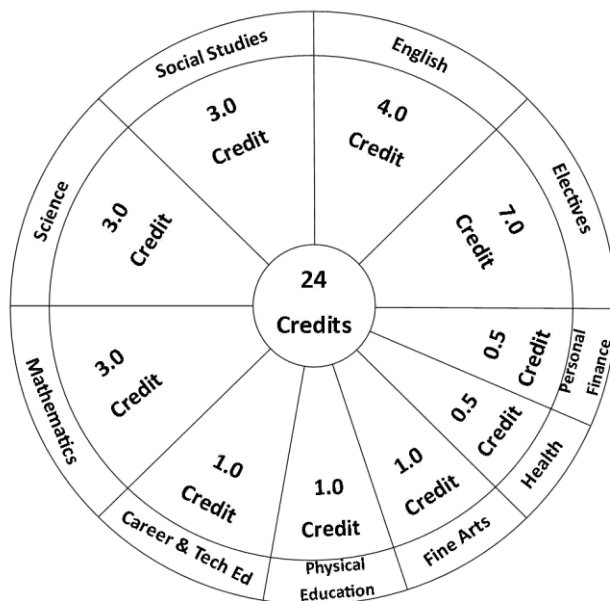 Social Studies
3.0
Credit
English
4.0
Credit
Electives
7.0
Credit
Personal
Finance
0.5
Credit
Health
0.5
Credit
Fine Arts
1.0
Credit
Physical
Education
1.0
Credit
Career & Tech Ed
1.0
Credit
Mathematics
3.0
Credit
Science
3.0
Credit
24
Credits